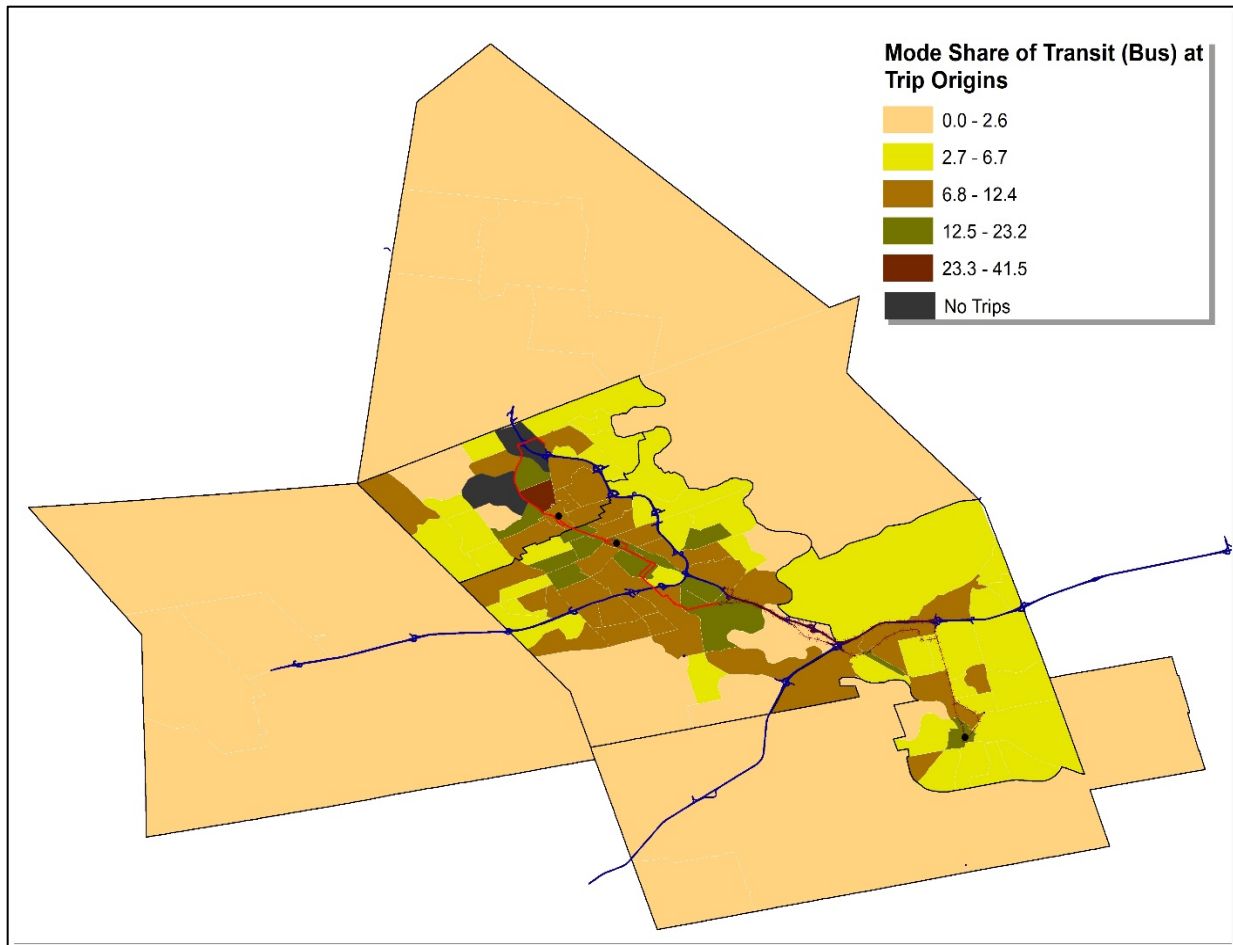 Mode Share of Transit (Bus) at
Trip Origins
0.0 - 2.6
2.7 - 6.7
6.8 - 12.4
12.5 - 23.2
23.3 - 41.5
No Trips